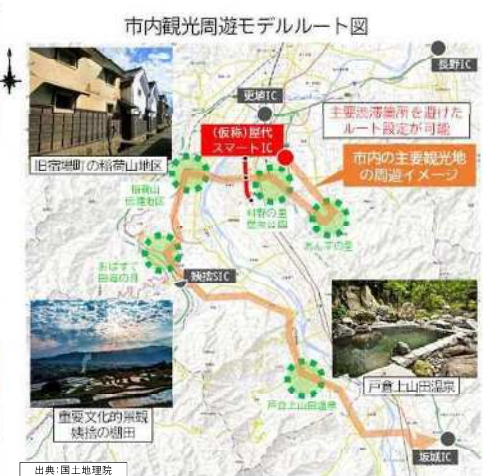 市内観光周遊モデルルート図
長野IC
更埴IC
(仮称)屋代
スマートIC
主要渋滞箇所を避けた
ルート設定が可能
市内の主要観光地
の周遊イメージ
旧宿場町の稲荷山地区
稲荷山
伝建地区
科野の里
歴史公園
あんずの里
おばすて
田毎の月
姨捨SIC
戸倉上山田温泉
重要文化的景観
姨捨の棚田
戸倉上山田温泉
坂城IC
出典:国土地理院